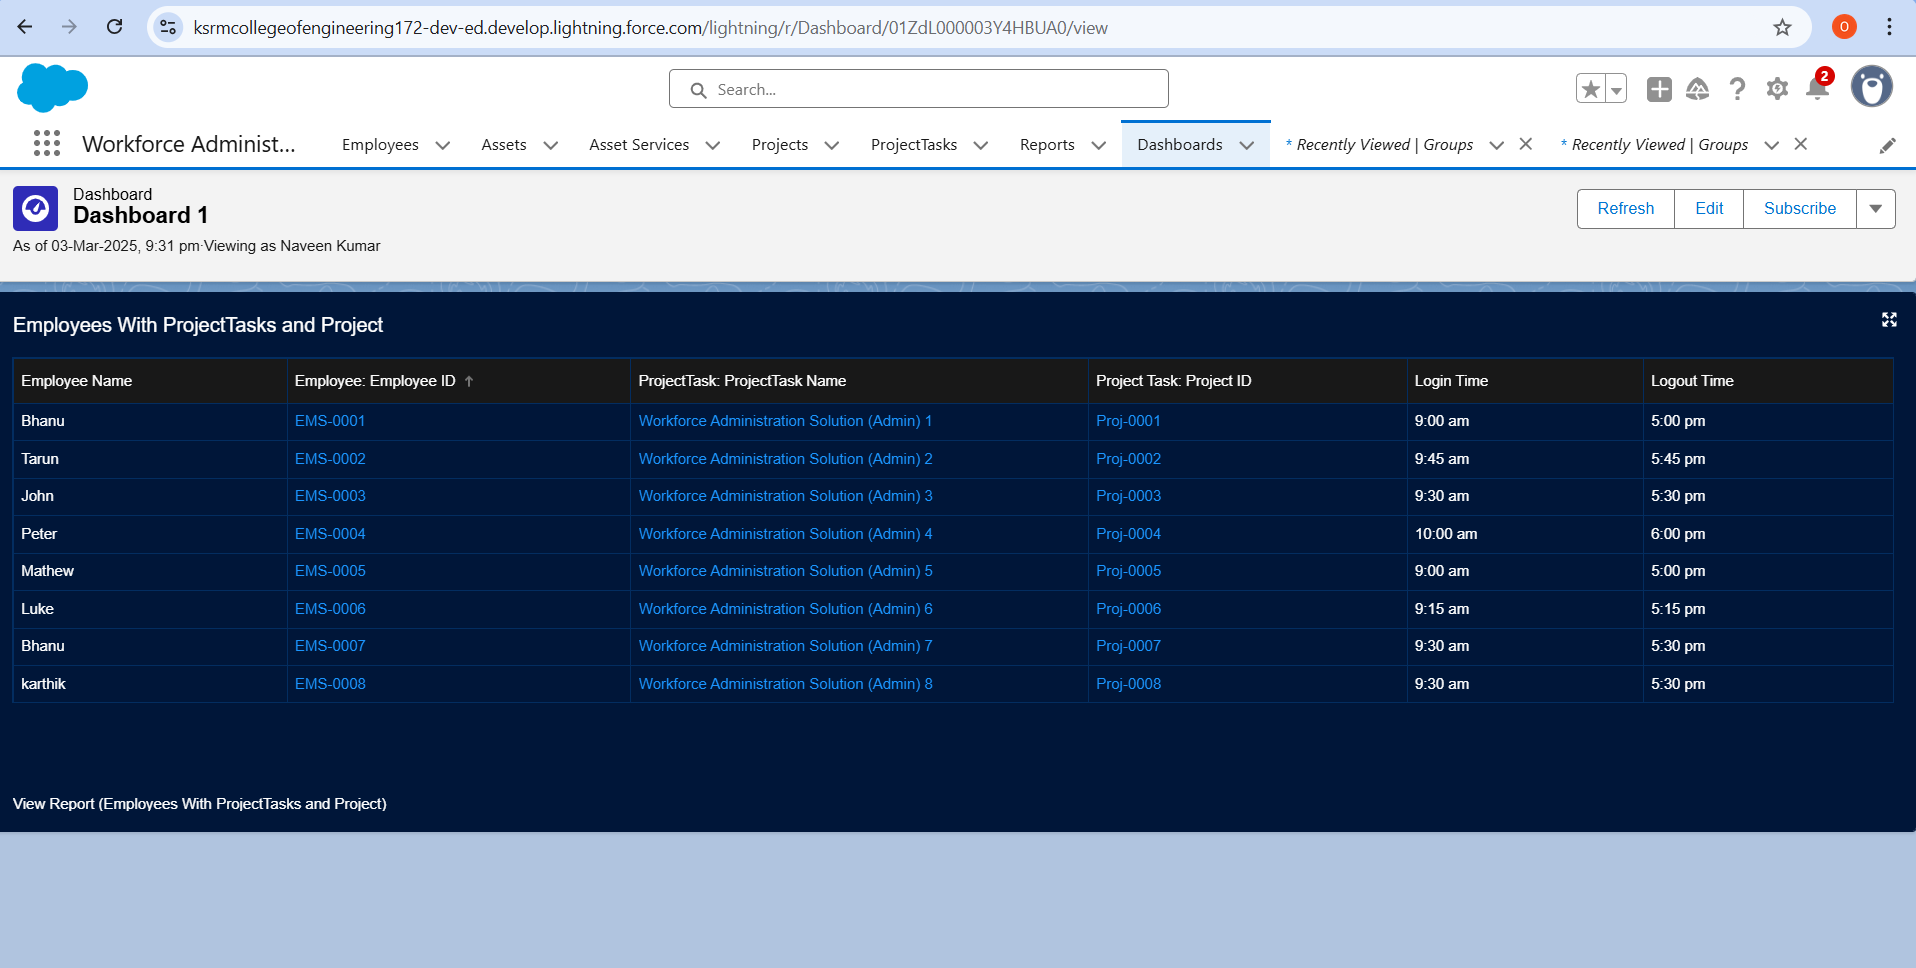 ksrmcollegeofengineering172-dev-ed.develop.lightning.force.com/lightning/r/Dashboard/01ZdL000003Y4HBUA0/view O
Search... 2
Workforce Administ... Employees Assets Asset Services Projects ProjectTasks Reports Dashboards * Recently Viewed | Groups * Recently Viewed | Groups
Dashboard
Dashboard 1
As of 03-Mar-2025, 9:31 pm·Viewing as Naveen Kumar
Refresh Edit Subscribe
Employees With ProjectTasks and Project
Employee Name Employee: Employee ID ↑ ProjectTask: ProjectTask Name Project Task: Project ID Login Time Logout Time
Bhanu EMS-0001 Workforce Administration Solution (Admin) 1 Proj-0001 9:00 am 5:00 pm
Tarun EMS-0002 Workforce Administration Solution (Admin) 2 Proj-0002 9:45 am 5:45 pm
John EMS-0003 Workforce Administration Solution (Admin) 3 Proj-0003 9:30 am 5:30 pm
Peter EMS-0004 Workforce Administration Solution (Admin) 4 Proj-0004 10:00 am 6:00 pm
Mathew EMS-0005 Workforce Administration Solution (Admin) 5 Proj-0005 9:00 am 5:00 pm
Luke EMS-0006 Workforce Administration Solution (Admin) 6 Proj-0006 9:15 am 5:15 pm
Bhanu EMS-0007 Workforce Administration Solution (Admin) 7 Proj-0007 9:30 am 5:30 pm
karthik EMS-0008 Workforce Administration Solution (Admin) 8 Proj-0008 9:30 am 5:30 pm
View Report (Employees With ProjectTasks and Project)